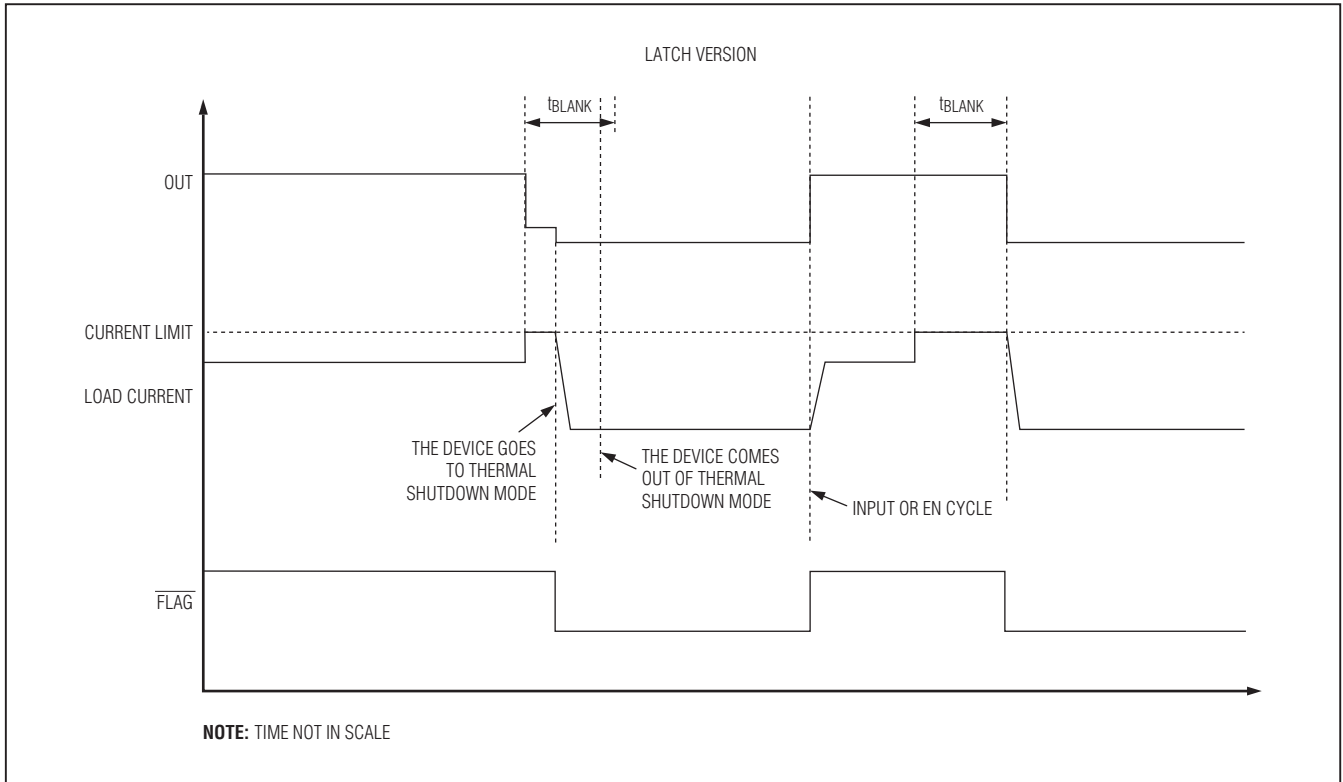 LATCH VERSION
tBLANK
tBLANK
OUT
CURRENT LIMIT
LOAD CURRENT
THE DEVICE GOES
TO THERMAL
SHUTDOWN MODE
THE DEVICE COMES
OUT OF THERMAL
SHUTDOWN MODE
INPUT OR EN CYCLE
FLAG
NOTE: TIME NOT IN SCALE